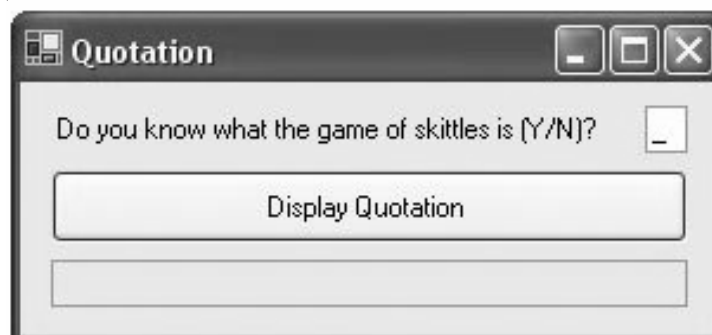 Quotation
Do you know what the game of skittles is (Y/N)? _
Display Quotation